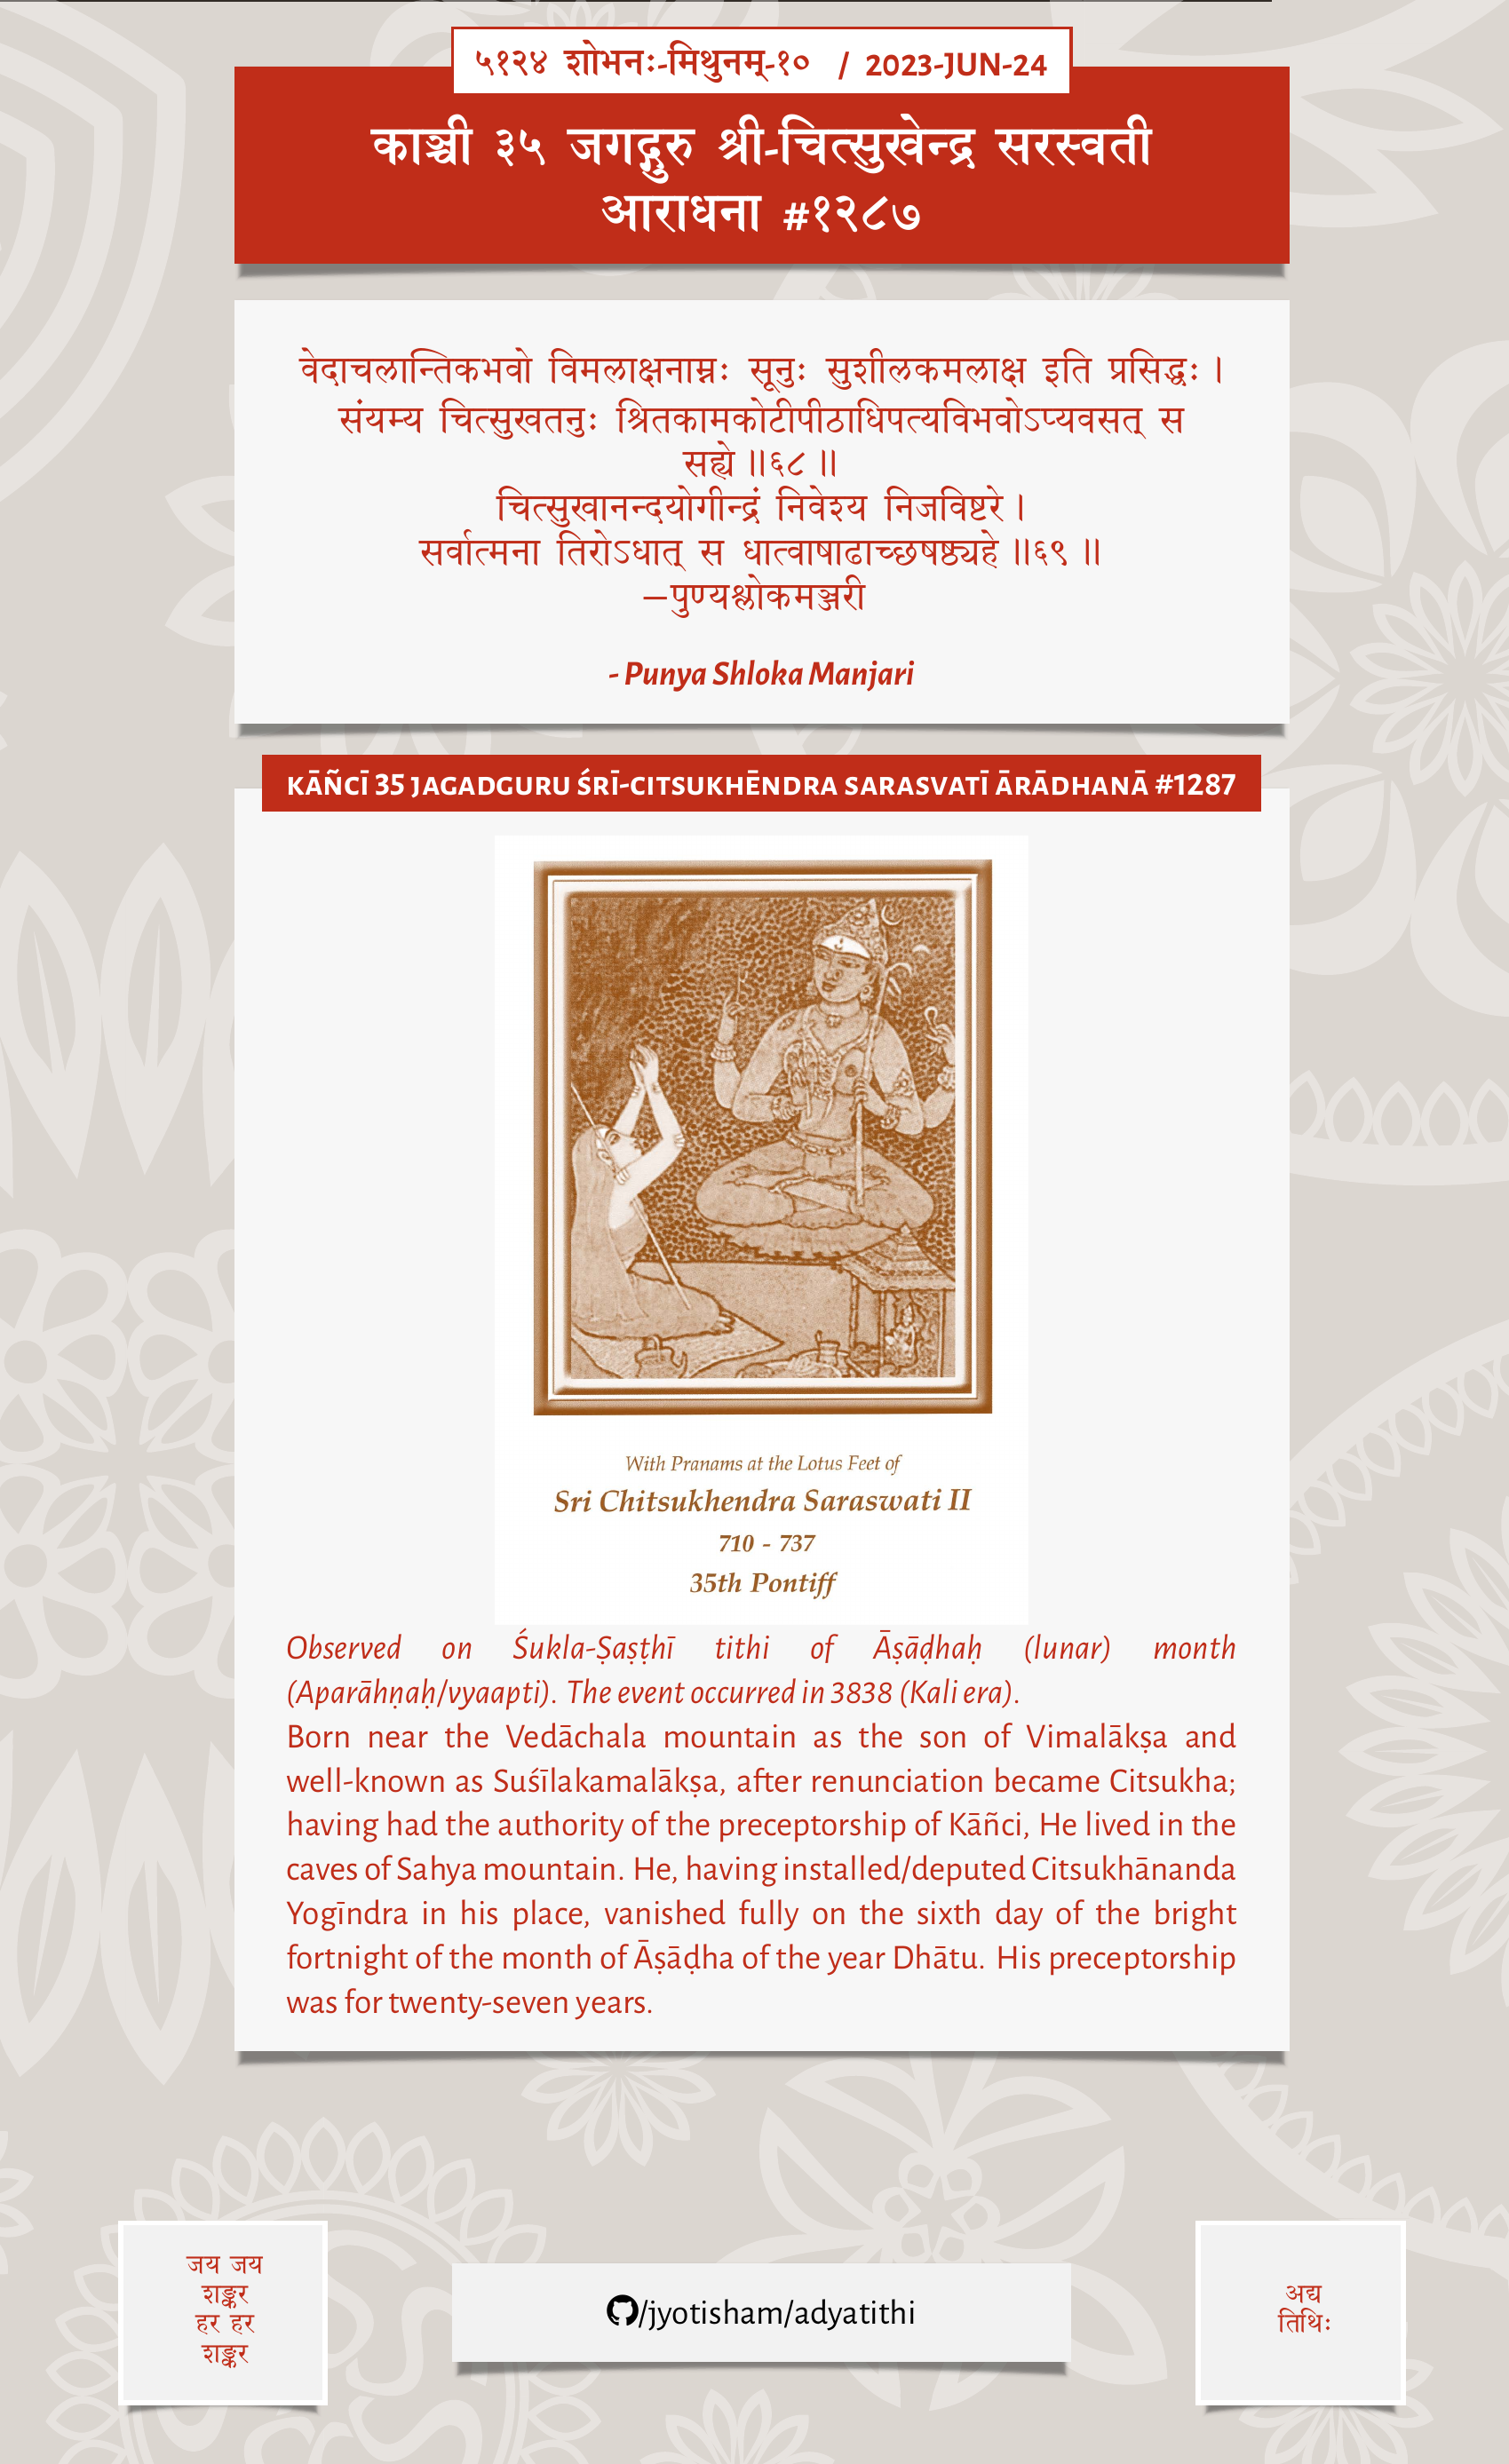 ५१२४ शोभनः-मिथुनम्-१० / 2023-JUN-24
काञ्ची ३५ जगद्गुरु श्री-चित्सुखेन्द्र सरस्वती
आराधना #१२८७
वेदाचलान्तिकभवो विमलाक्षनाम्नः सूनुः सुशीलकमलाक्ष इति प्रसिद्धः।
संयम्य चित्सुखतनुः श्रितकामकोटीपीठाधिपत्यविभवोऽप्यवसत् स
सह्ये॥६८॥
चित्सुखानन्दयोगीन्द्रं निवेश्य निजविष्टरे।
सर्वात्मना तिरोऽधात् स धात्वाषाढाच्छषष्ठ्यहे॥६९॥
—पुण्यश्लोकमञ्जरी
- Punya Shloka Manjari
KĀÑCĪ 35 JAGADGURU ŚRĪ-CITSUKHĒNDRA SARASVATĪ ĀRĀDHANĀ #1287
With Pranams at the Lotus Feet of
Sri Chitsukhendra Saraswati II
710 - 737
35th Pontiff
Observed on Śukla-Ṣaṣṭhī tithi of Āṣāḍhaḥ (lunar) month
(Aparāhṇaḥ/vyaapti). The event occurred in 3838 (Kali era).
Born near the Vedāchala mountain as the son of Vimalākṣa and
well-known as Suśīlakamalākṣa, after renunciation became Citsukha;
having had the authority of the preceptorship of Kāñci, He lived in the
caves of Sahya mountain. He, having installed/deputed Citsukhānanda
Yogīndra in his place, vanished fully on the sixth day of the bright
fortnight of the month of Āṣāḍha of the year Dhātu. His preceptorship
was for twenty-seven years.
जय जय
शङ्कर
हर हर
शङ्कर
/jyotisham/adyatithi
अद्य
तिथिः